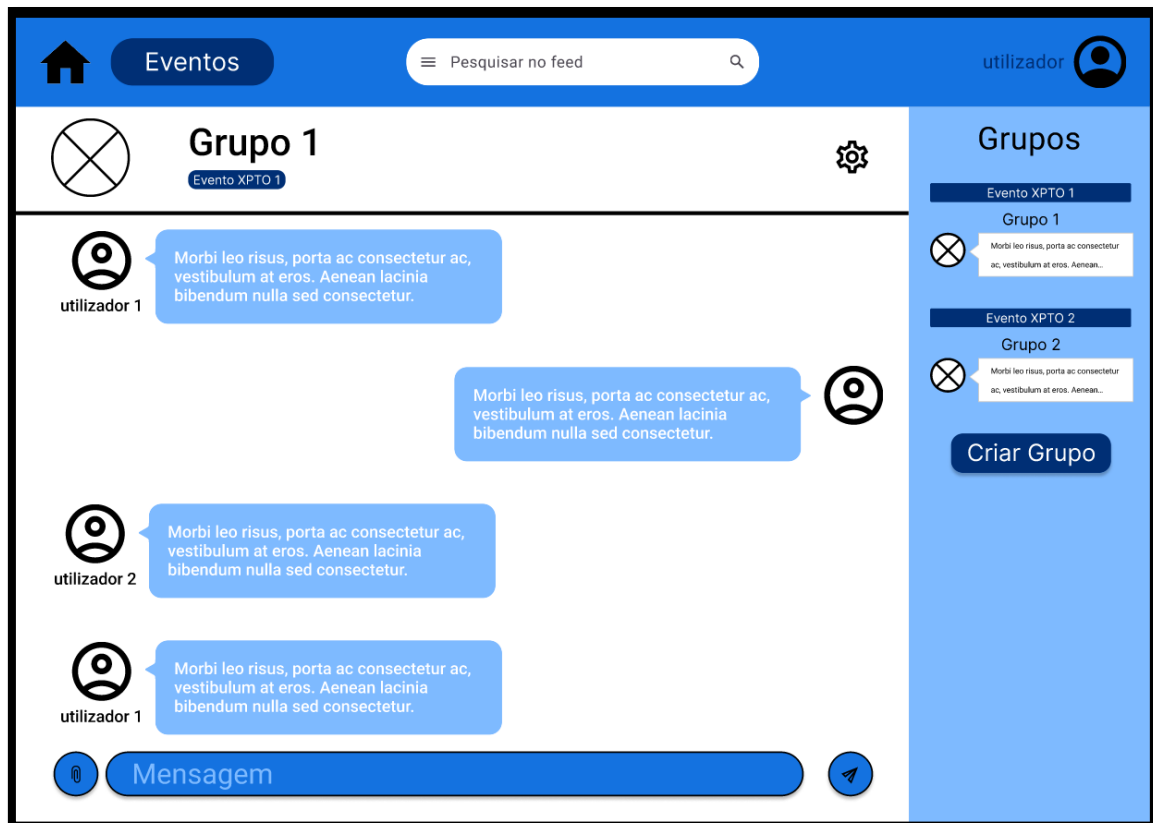 Eventos
Pesquisar no feed
utilizador
Grupo 1
Evento XPTO 1
utilizador 1
Morbi leo risus, porta ac consectetur ac,
vestibulum at eros. Aenean lacinia
bibendum nulla sed consectetur.
Morbi leo risus, porta ac consectetur ac,
vestibulum at eros. Aenean lacinia
bibendum nulla sed consectetur.
utilizador 2
Morbi leo risus, porta ac consectetur ac,
vestibulum at eros. Aenean lacinia
bibendum nulla sed consectetur.
utilizador 1
Morbi leo risus, porta ac consectetur ac,
vestibulum at eros. Aenean lacinia
bibendum nulla sed consectetur.
Mensagem
Grupos
Evento XPTO 1
Grupo 1
Morbi leo risus, porta ac consectetur
ac, vestibulum at eros. Aenean...
Evento XPTO 2
Grupo 2
Morbi leo risus, porta ac consectetur
ac, vestibulum at eros. Aenean...
Criar Grupo